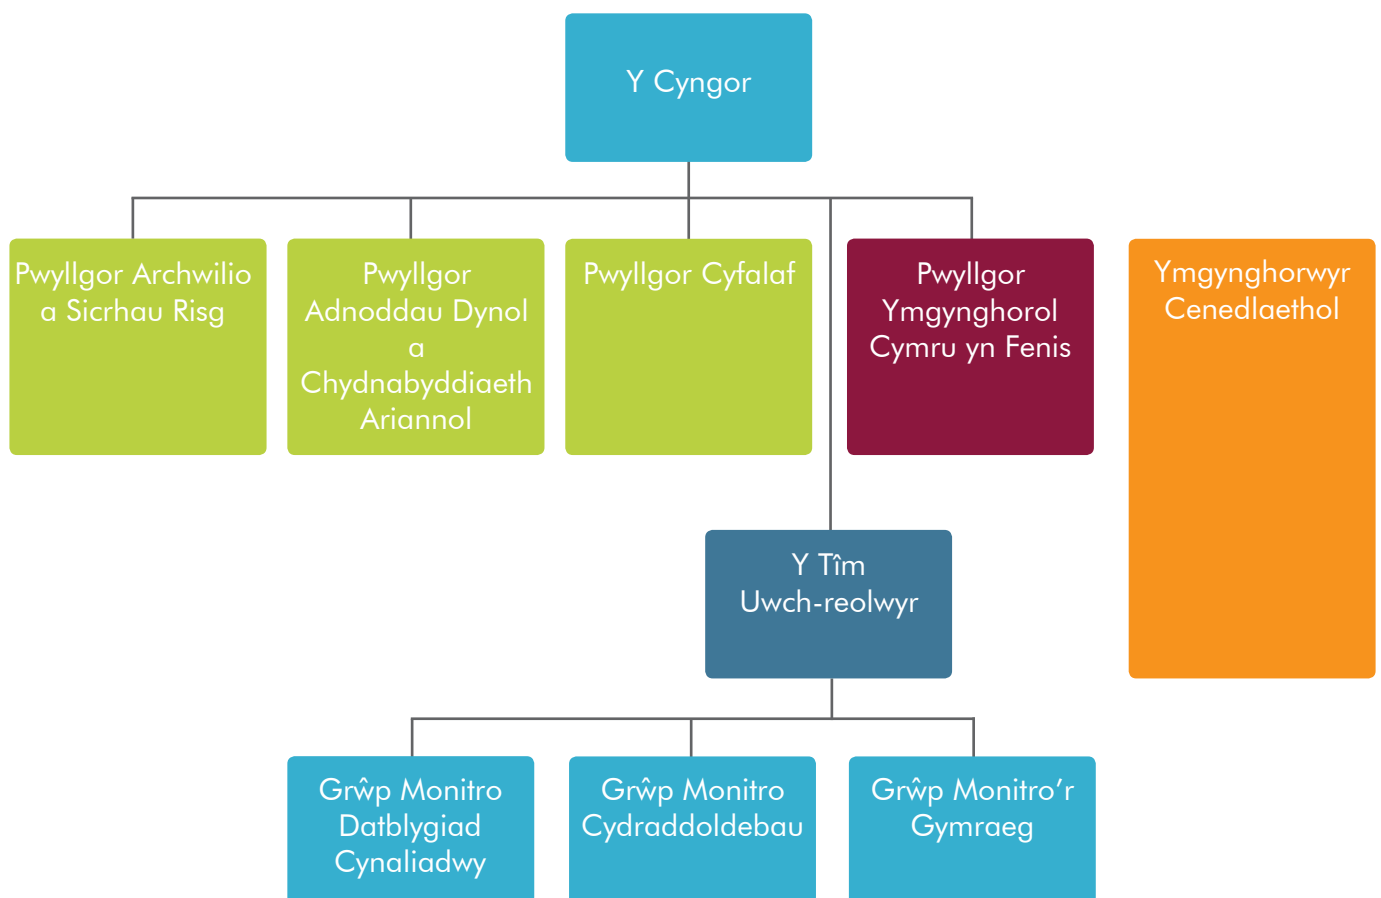 Y Cyngor
Pwyllgor Archwilio
a Sicrhau Risg
Pwyllgor
Adnoddau Dynol
a
Chydnabyddiaeth
Ariannol
Pwyllgor Cyfalaf
Pwyllgor
Ymgynghorol
Cymru yn Fenis
Ymgynghorwyr
Cenedlaethol
Y Tîm
Uwch-reolwyr
Grŵp Monitro
Datblygiad
Cynaliadwy
Grŵp Monitro
Cydraddoldebau
Grŵp Monitro’r
Gymraeg